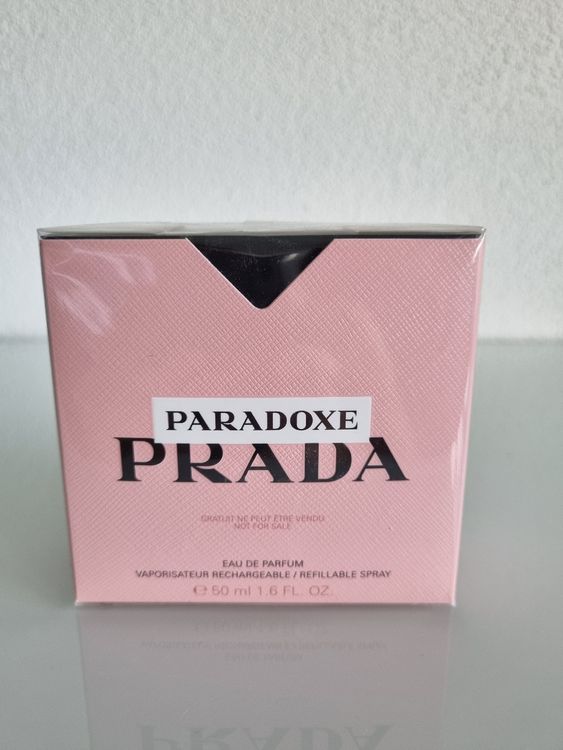 PARADOXE
PRADA
GRATUIT NE PEUT ÊTRE VENDU
NOT FOR SALE
EAU DE PARFUM
VAPORISATEUR RECHARGEABLE / REFILLABLE SPRAY
℮ 50 ml 1.6 FL. OZ.